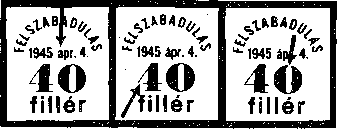 FELSZABADULÁS FELSZABADULÁS FELSZABADULÁS
1945 ápr. 4. 1945 ápr. 4. 1945 ápr. 4.
40 40 40
fillér fillér fillér